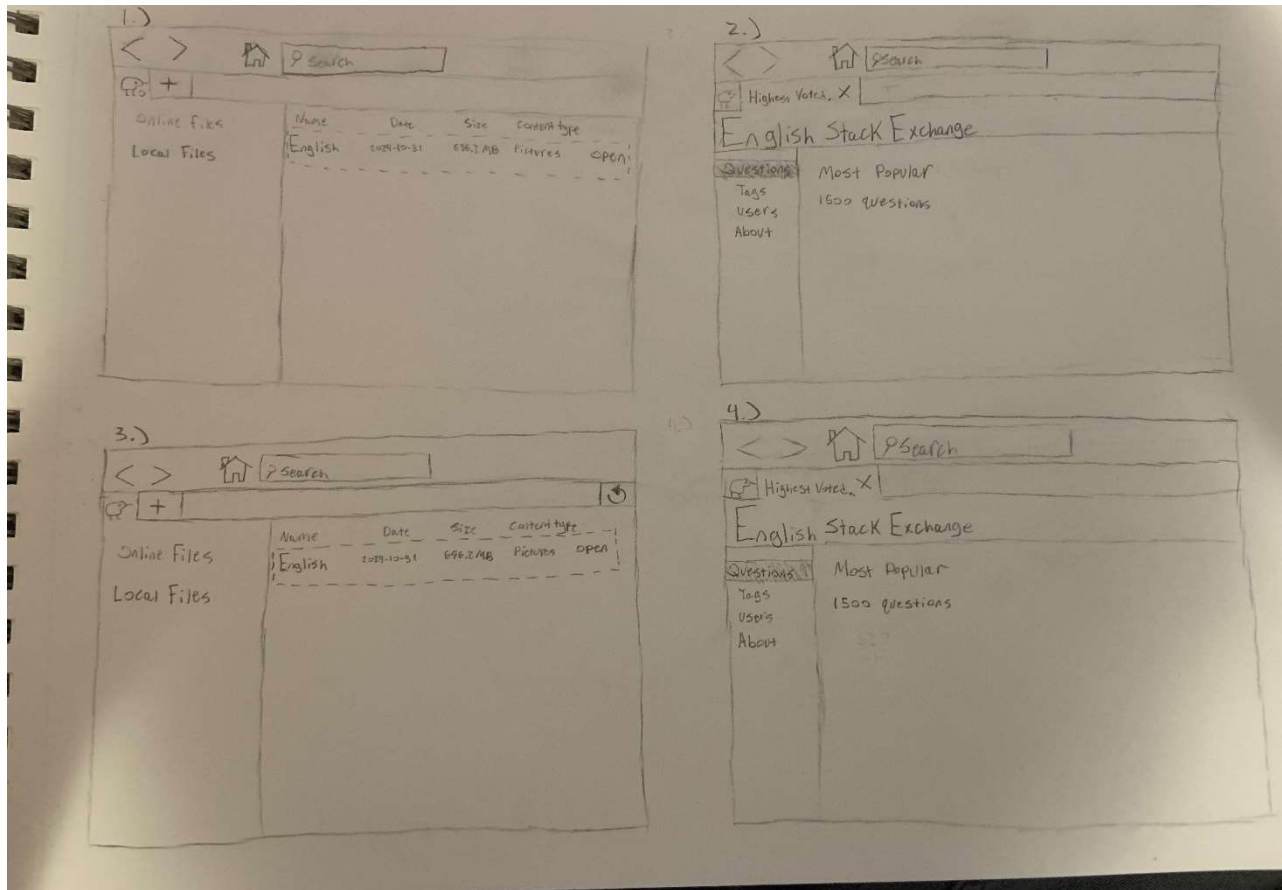 1.)
Search
+
Online files
Local Files
Name Date Size Content type
English 2024-10-31 696.2 MB Pictures open
2.)
Search
Highest Voted. X
English Stack Exchange
Questions
Tags
Users
About
Most Popular
1500 questions
3.)
Search
+
Online Files
Local Files
Name Date Size Content type
English 2024-10-31 696.2 MB Pictures open
4.)
Search
Highest Voted. X
English Stack Exchange
Questions
Tags
Users
About
Most Popular
1500 questions